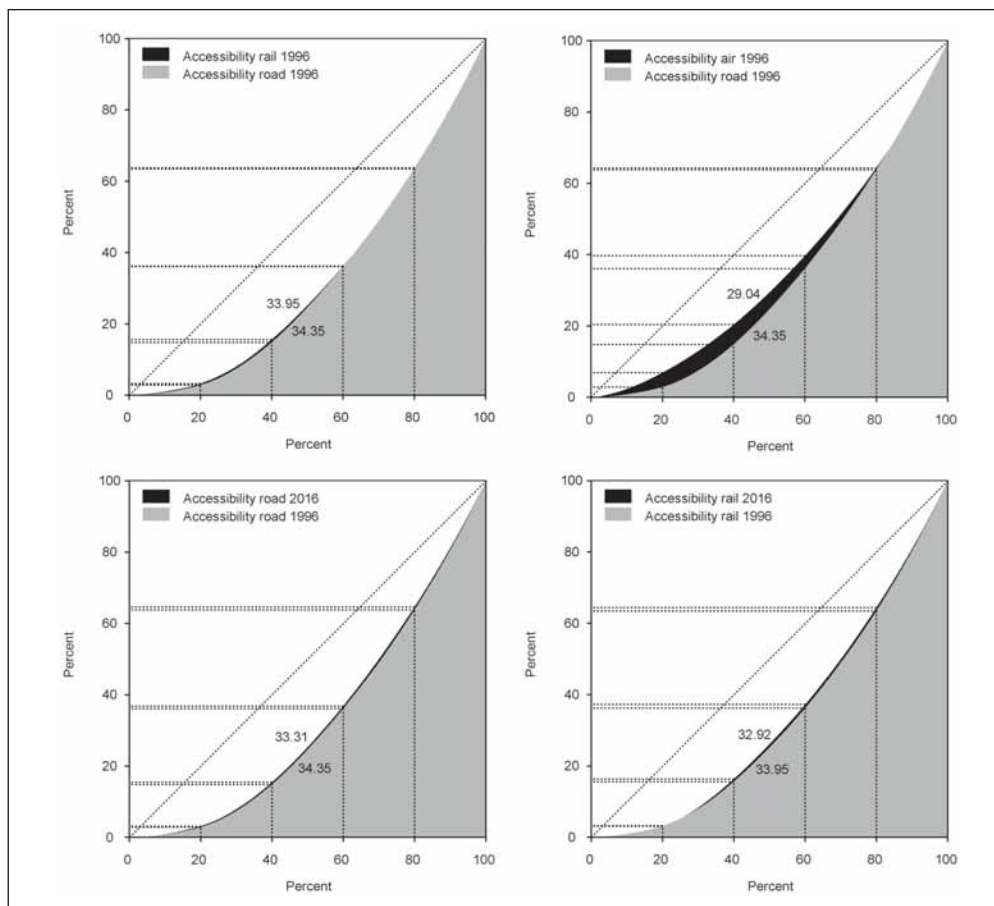 100
80
60
40
20
0
Percent
Accessibility rail 1996
Accessibility road 1996
33.95
34.35
0 20 40 60 80 100
Percent
100
80
60
40
20
0
Percent
Accessibility air 1996
Accessibility road 1996
29.04
34.35
0 20 40 60 80 100
Percent
100
80
60
40
20
0
Percent
Accessibility road 2016
Accessibility road 1996
33.31
34.35
0 20 40 60 80 100
Percent
100
80
60
40
20
0
Percent
Accessibility rail 2016
Accessibility rail 1996
32.92
33.95
0 20 40 60 80 100
Percent